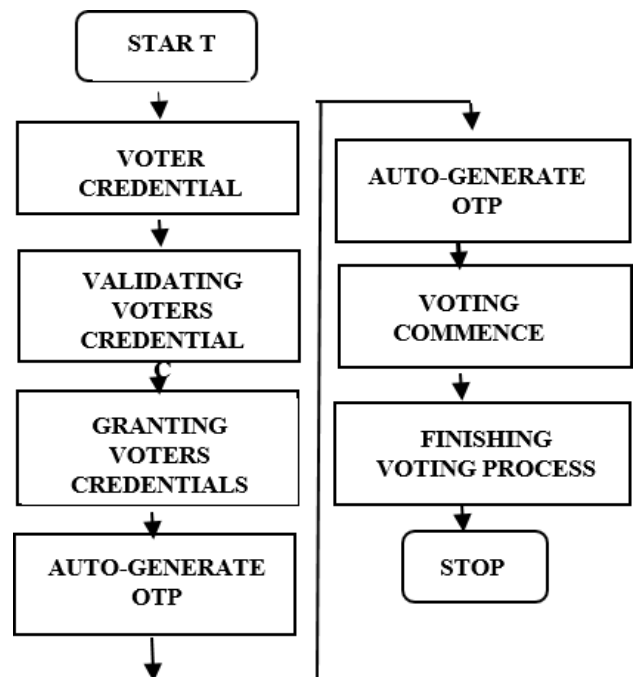 STAR T
VOTER
CREDENTIAL
VALIDATING
VOTERS
CREDENTIAL
C
GRANTING
VOTERS
CREDENTIALS
AUTO-GENERATE
OTP
AUTO-GENERATE
OTP
VOTING
COMMENCE
FINISHING
VOTING PROCESS
STOP